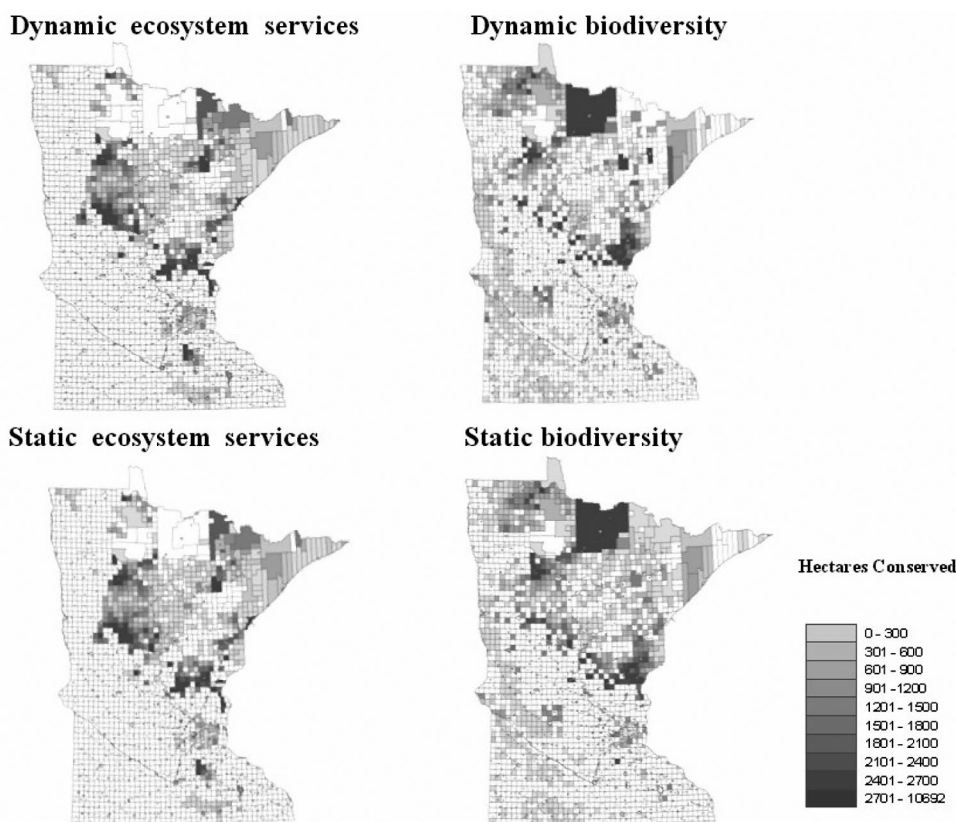 Dynamic ecosystem services
Dynamic biodiversity
Static ecosystem services
Static biodiversity
Hectares Conserved
0 - 300
301 - 600
601 - 900
901 - 1200
1201 - 1500
1501 - 1800
1801 - 2100
2101 - 2400
2401 - 2700
2701 - 10692